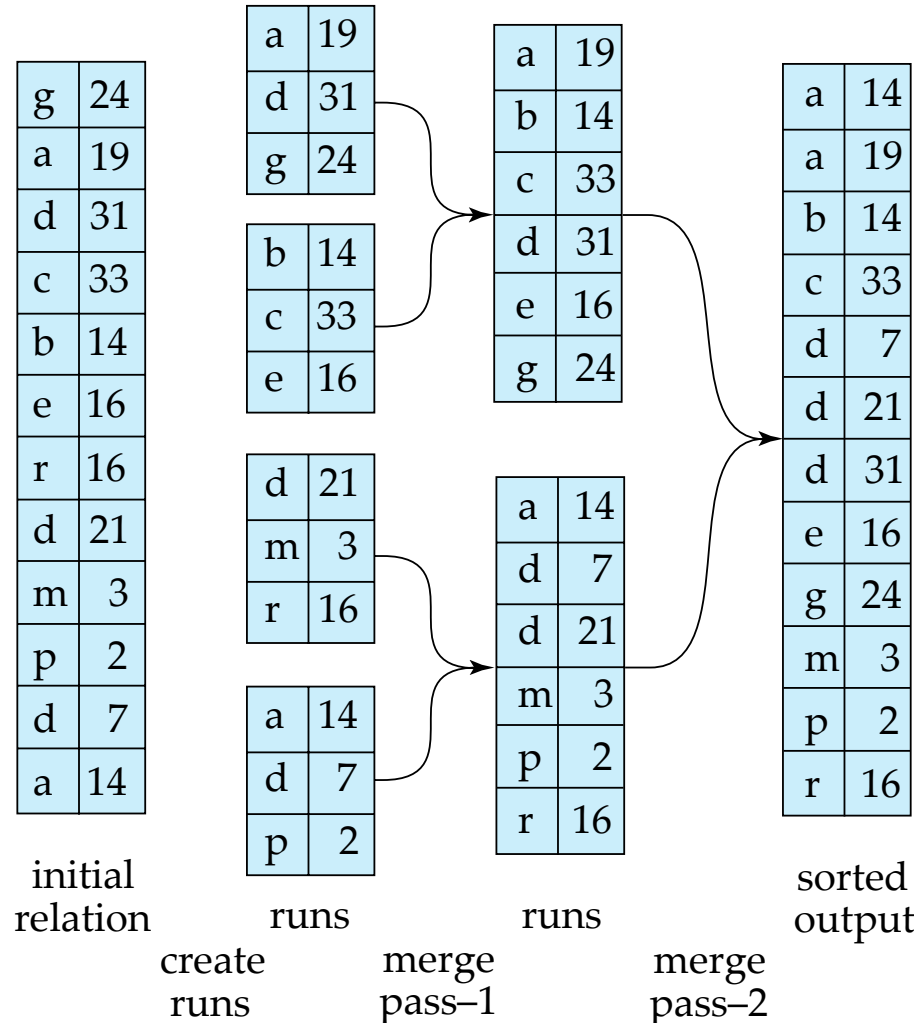 g 24
a 19
d 31
c 33
b 14
e 16
r 16
d 21
m 3
p 2
d 7
a 14
initial
relation
a 19
d 31
g 24
b 14
c 33
e 16
d 21
m 3
r 16
a 14
d 7
p 2
runs
create
runs
a 19
b 14
c 33
d 31
e 16
g 24
a 14
d 7
d 21
m 3
p 2
r 16
runs
merge
pass–1
a 14
a 19
b 14
c 33
d 7
d 21
d 31
e 16
g 24
m 3
p 2
r 16
sorted
output
merge
pass–2